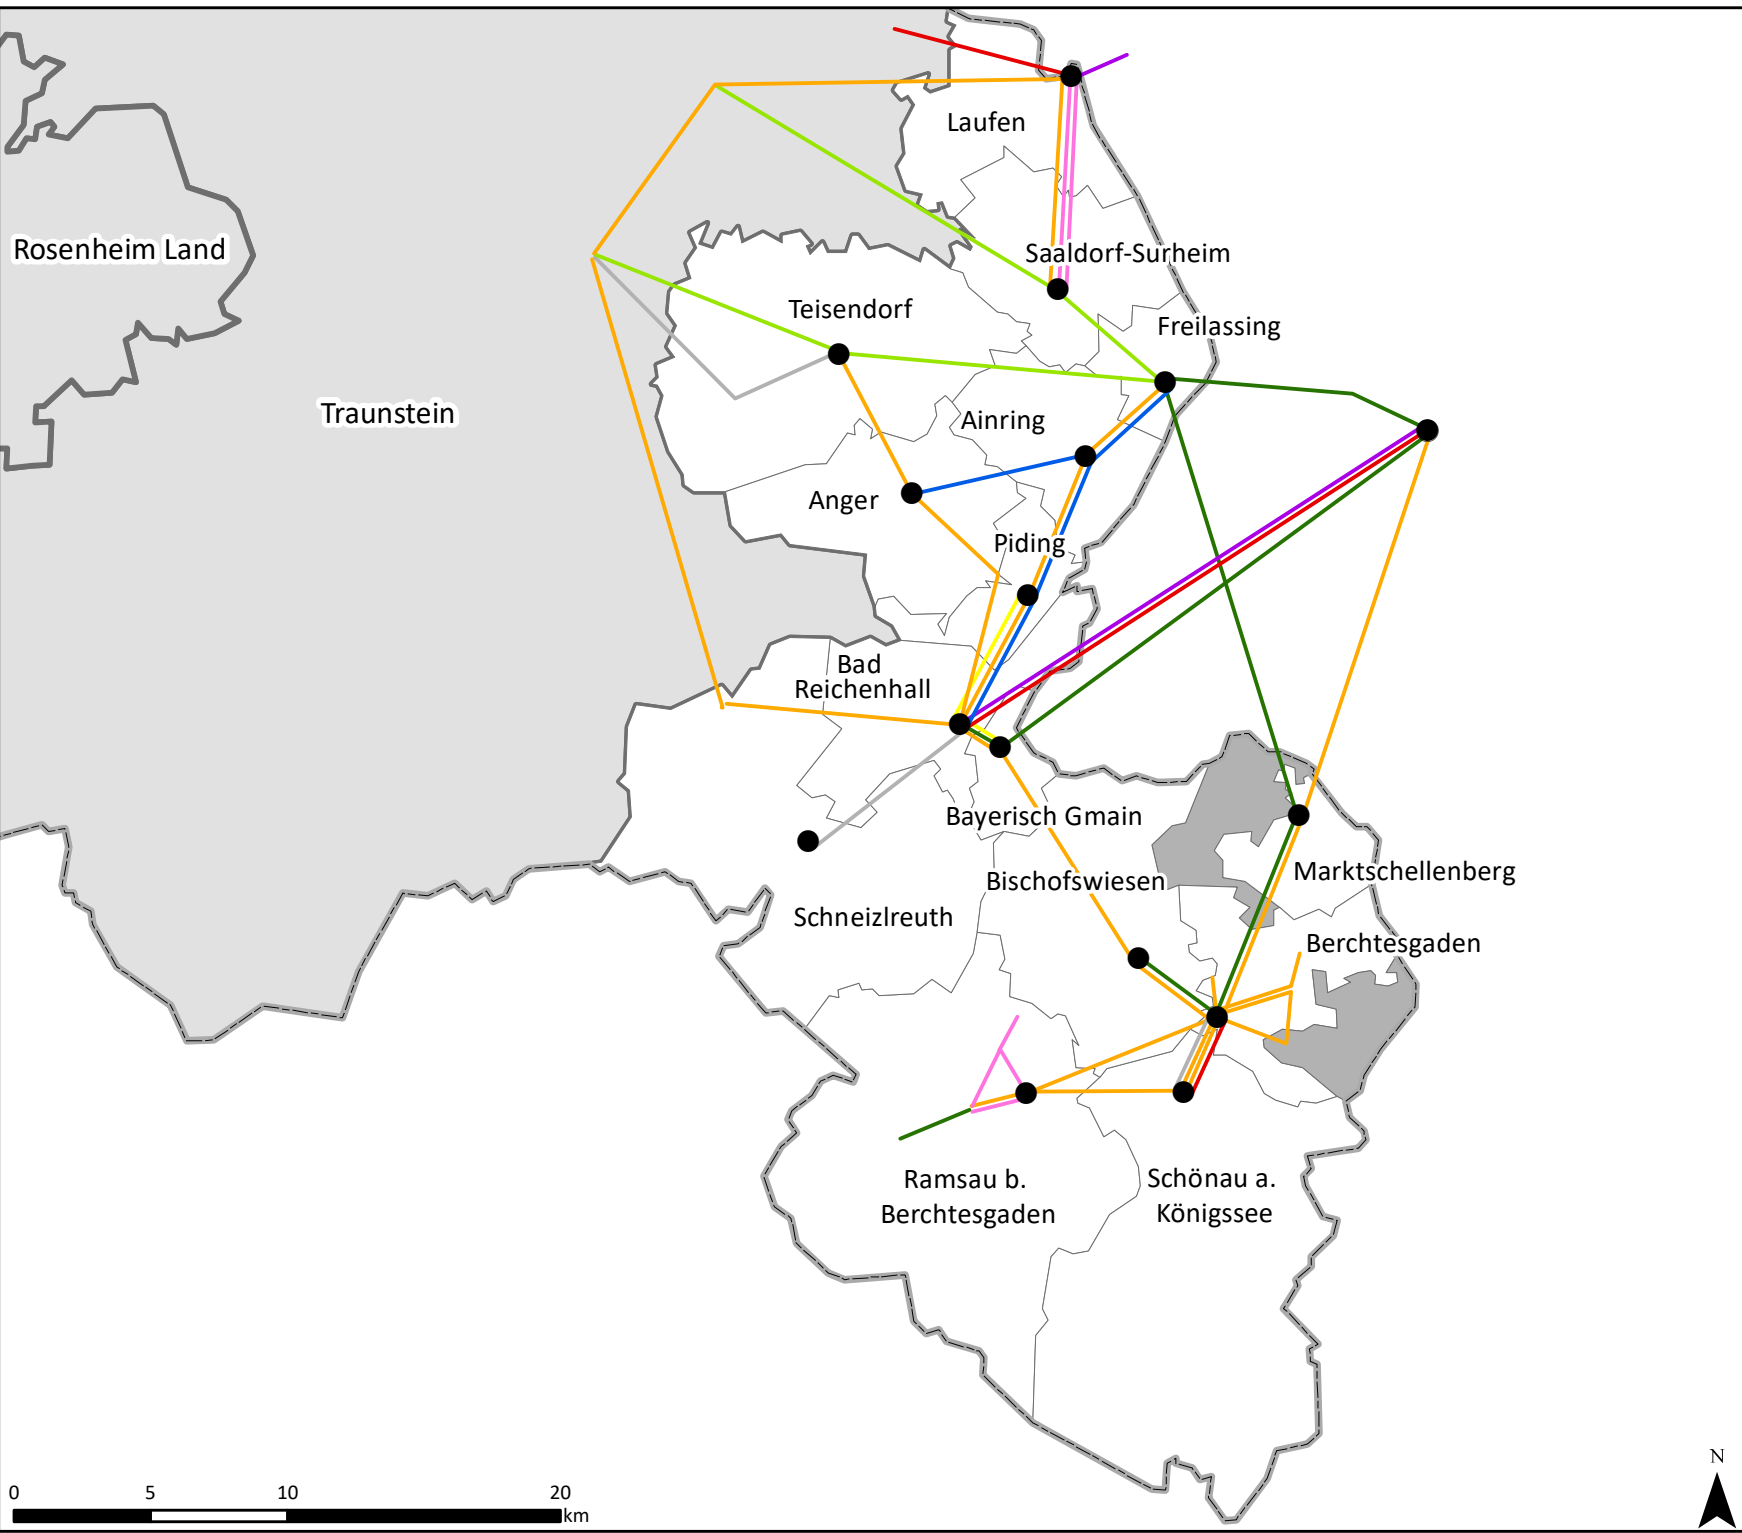 Laufen
Rosenheim Land
Saaldorf-Surheim
Teisendorf
Freilassing
Traunstein
Ainring
Anger
Piding
Bad
Reichenhall
Bayerisch Gmain
Bischofswiesen
Marktschellenberg
Schneizlreuth
Berchtesgaden
Ramsau b.
Berchtesgaden
Schönau a.
Königssee
N
0 5 10 20
km